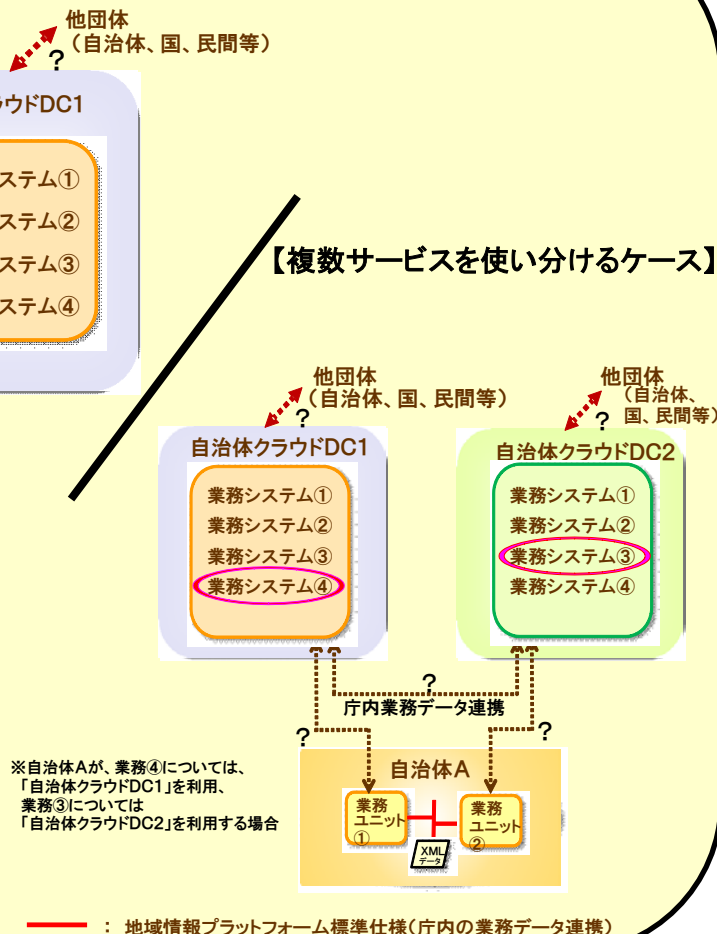 他団体
(自治体、国、民間等)
?
ラウドDC1
ステム①
ステム②
ステム③
ステム④
【複数サービスを使い分けるケース】
他団体
(自治体、国、民間等)
?
自治体クラウドDC1
業務システム①
業務システム②
業務システム③
業務システム④
他団体
(自治体、
国、民間等)
?
自治体クラウドDC2
業務システム①
業務システム②
業務システム③
業務システム④
?
庁内業務データ連携
?
?
※自治体Aが、業務④については、
「自治体クラウドDC1」を利用、
業務③については
「自治体クラウドDC2」を利用する場合
自治体A
業務
ユニット
①
業務
ユニット
②
XML
データ
: 地域情報プラットフォーム標準仕様(庁内の業務データ連携)